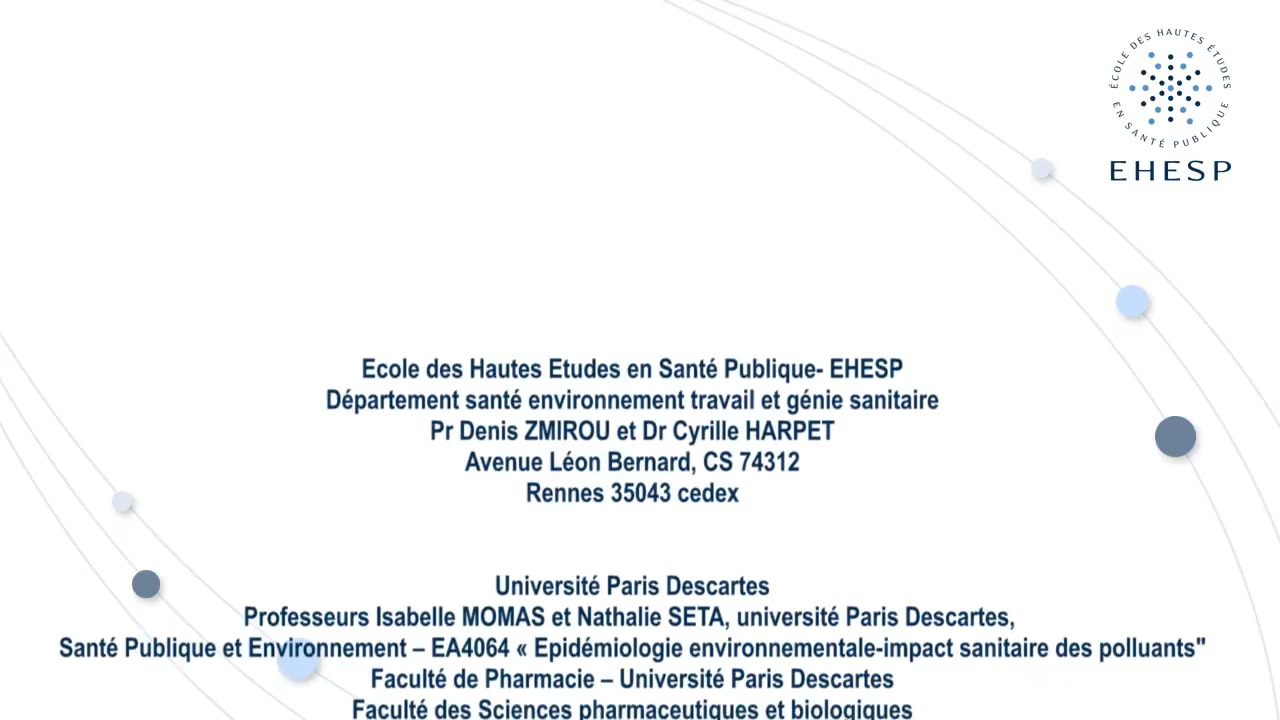 ÉCOLE DES HAUTES ÉTUDES
EN SANTÉ PUBLIQUE
EHESP
Ecole des Hautes Etudes en Santé Publique- EHESP
Département santé environnement travail et génie sanitaire
Pr Denis ZMIROU et Dr Cyrille HARPET
Avenue Léon Bernard, CS 74312
Rennes 35043 cedex
Université Paris Descartes
Professeurs Isabelle MOMAS et Nathalie SETA, université Paris Descartes,
Santé Publique et Environnement – EA4064 « Epidémiologie environnementale-impact sanitaire des polluants"
Faculté de Pharmacie – Université Paris Descartes
Faculté des Sciences pharmaceutiques et biologiques